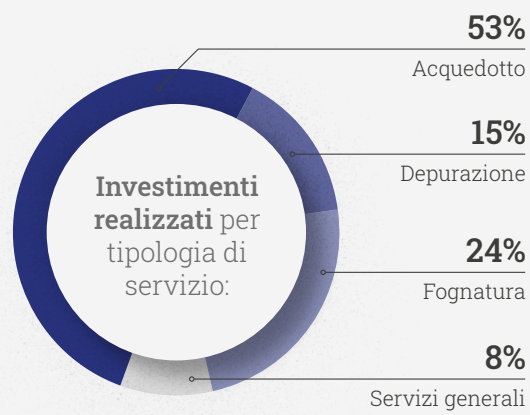 53%
Acquedotto
15%
Depurazione
Investimenti
realizzati per
tipologia di
servizio:
24%
Fognatura
8%
Servizi generali